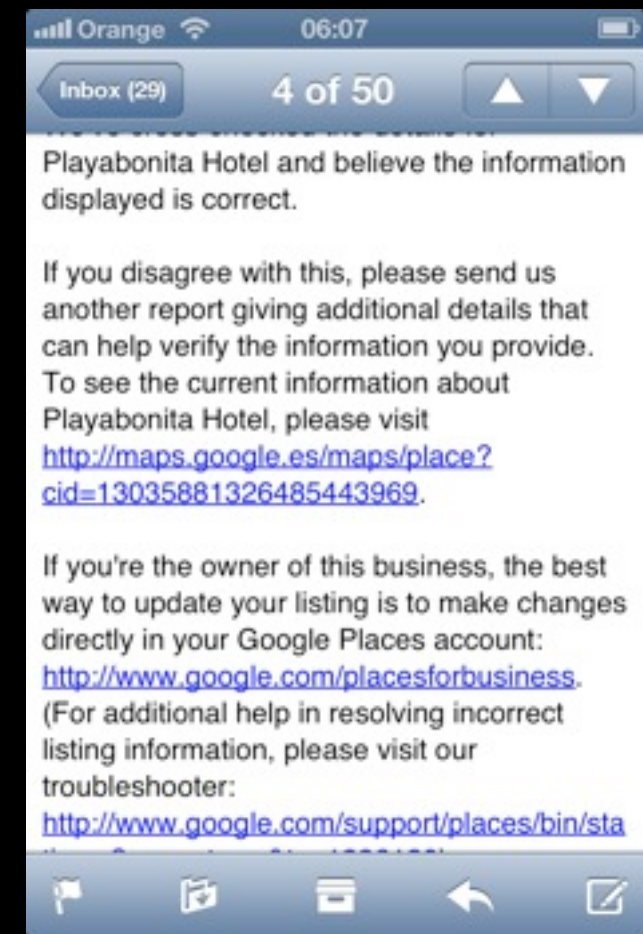 Orange 06:07
Inbox (29) 4 of 50
Playabonita Hotel and believe the information
displayed is correct.
If you disagree with this, please send us
another report giving additional details that
can help verify the information you provide.
To see the current information about
Playabonita Hotel, please visit
http://maps.google.es/maps/place?
cid=13035881326485443969.
If you're the owner of this business, the best
way to update your listing is to make changes
directly in your Google Places account:
http://www.google.com/placesforbusiness.
(For additional help in resolving incorrect
listing information, please visit our
troubleshooter:
http://www.google.com/support/places/bin/sta